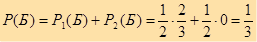 P(Б) = P₁(Б) + P₂(Б) = 1/2 · 2/3 + 1/2 · 0 = 1/3